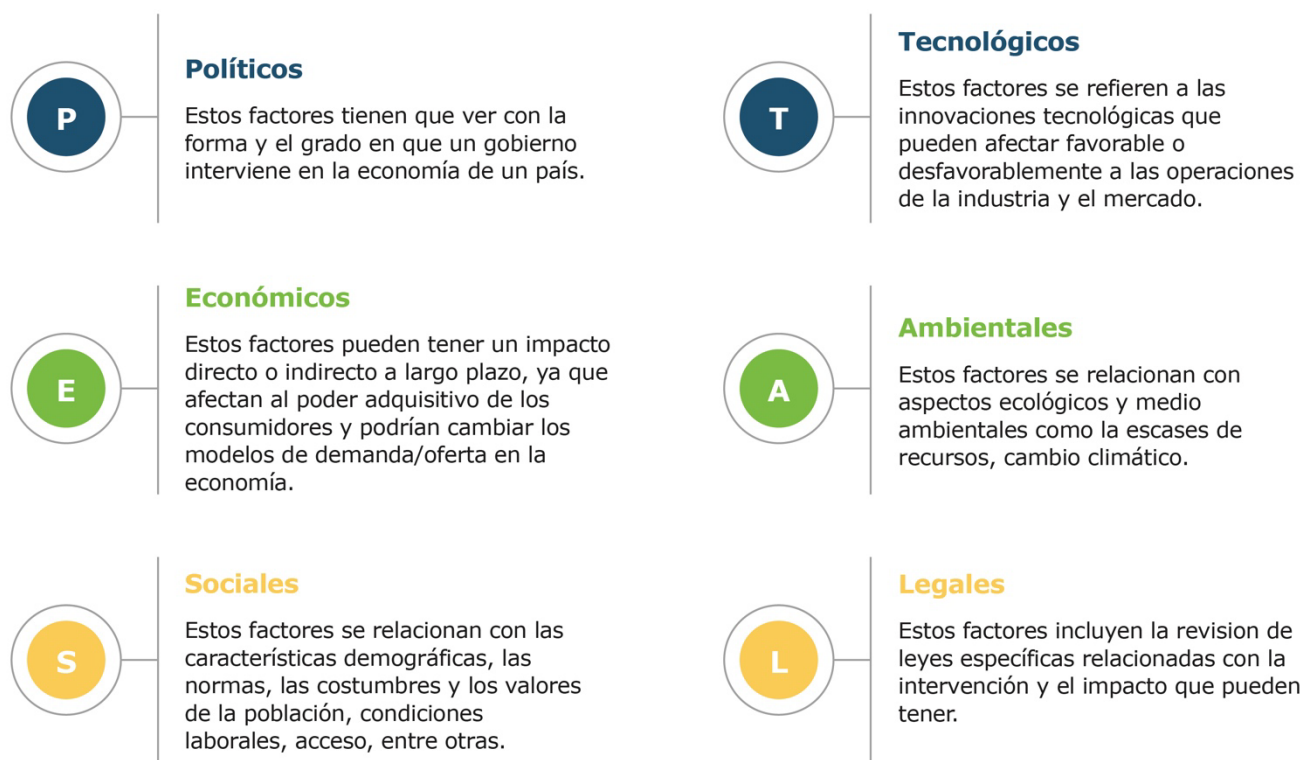 P
Políticos
Estos factores tienen que ver con la
forma y el grado en que un gobierno
interviene en la economía de un país.
E
Económicos
Estos factores pueden tener un impacto
directo o indirecto a largo plazo, ya que
afectan al poder adquisitivo de los
consumidores y podrían cambiar los
modelos de demanda/oferta en la
economía.
S
Sociales
Estos factores se relacionan con las
características demográficas, las
normas, las costumbres y los valores
de la población, condiciones
laborales, acceso, entre otras.
T
Tecnológicos
Estos factores se refieren a las
innovaciones tecnológicas que
pueden afectar favorable o
desfavorablemente a las operaciones
de la industria y el mercado.
A
Ambientales
Estos factores se relacionan con
aspectos ecológicos y medio
ambientales como la escases de
recursos, cambio climático.
L
Legales
Estos factores incluyen la revision de
leyes específicas relacionadas con la
intervención y el impacto que pueden
tener.